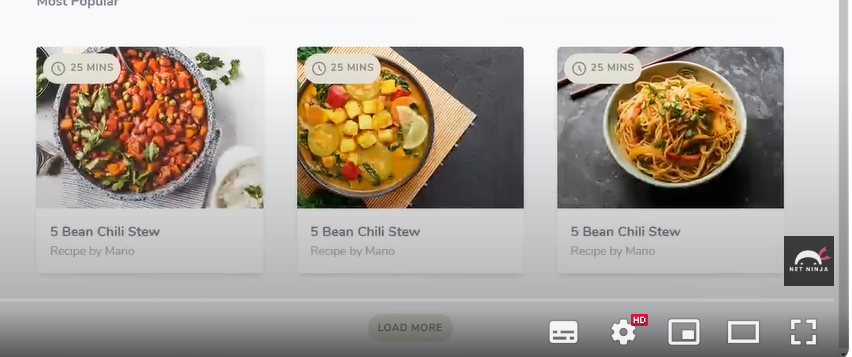 Most Popular
25 MINS
25 MINS
25 MINS
5 Bean Chili Stew
Recipe by Mario
5 Bean Chili Stew
Recipe by Mario
5 Bean Chili Stew
Recipe by Mario
NET NINJA
LOAD MORE
HD